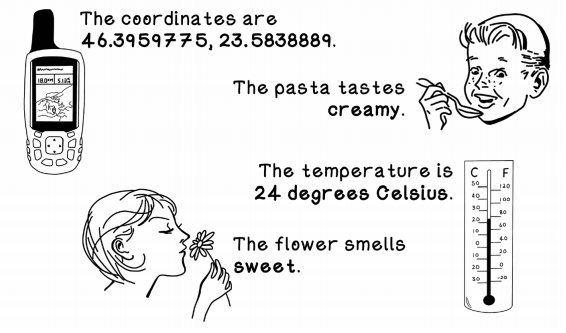 The coordinates are
46.3959775, 23.5838889.
The pasta tastes
creamy.
The temperature is
24 degrees Celsius.
C F
50 120
40 100
30 80
20 60
10 40
0 20
10 0
20 -20
30
The flower smells
sweet.